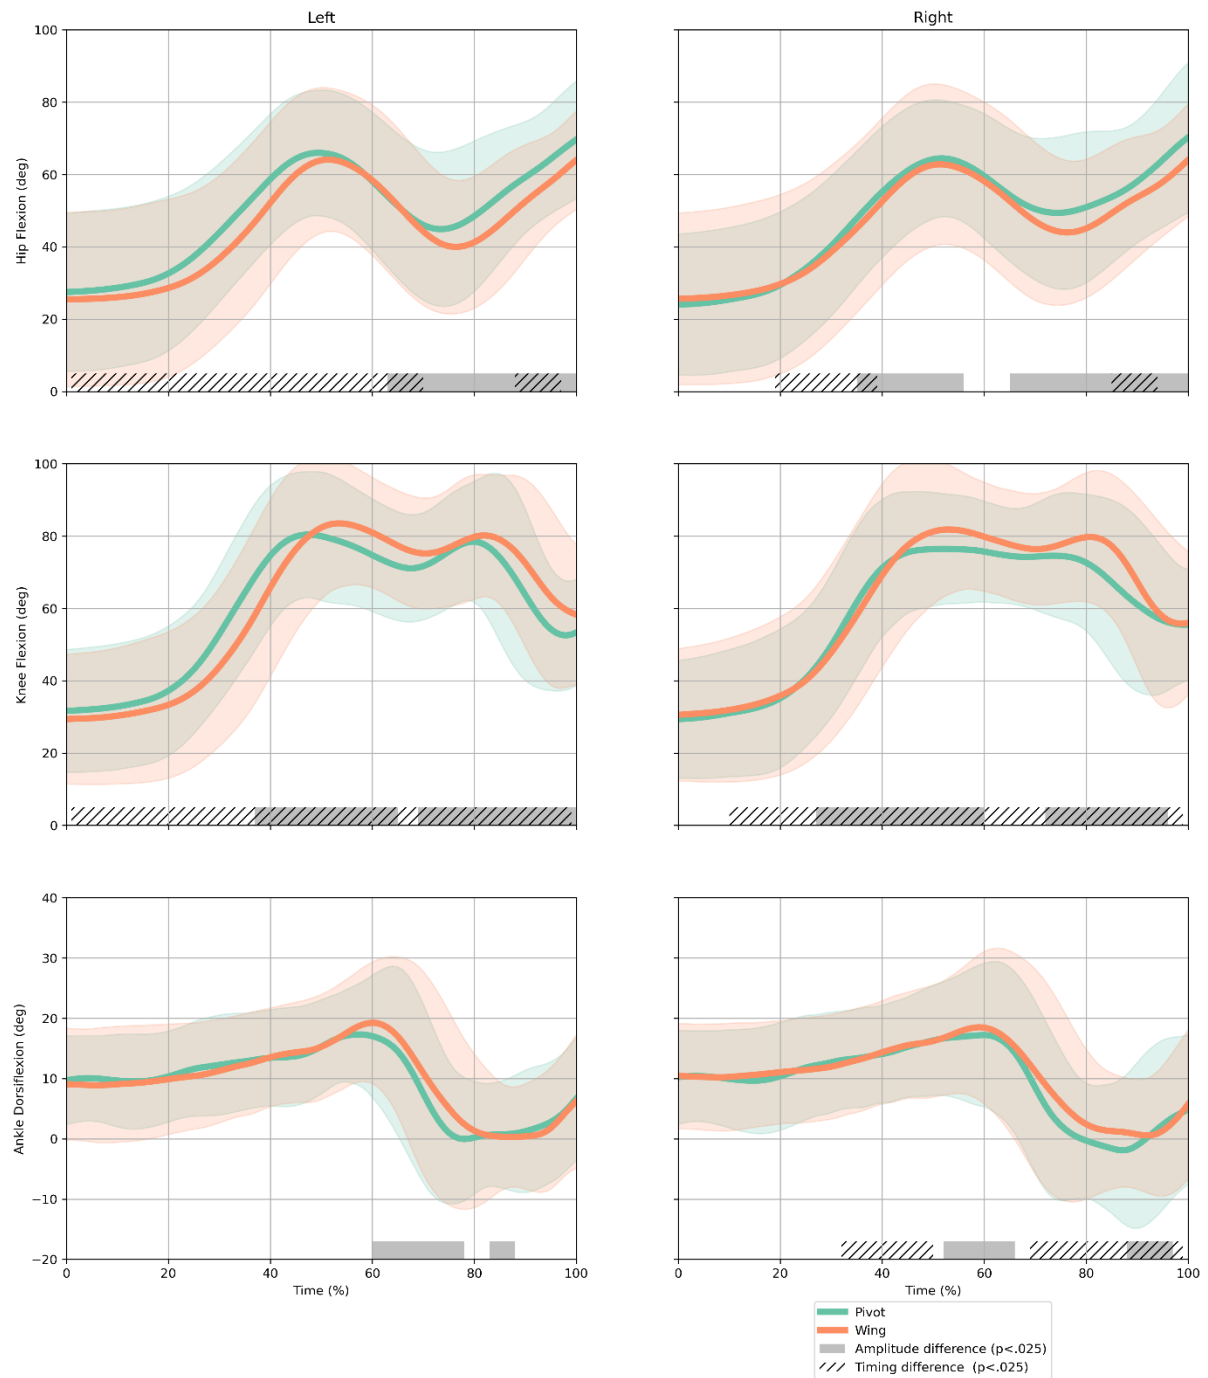 Left
Right
100
80
60
40
20
0
Hip Flexion (deg)
100
80
60
40
20
0
Knee Flexion (deg)
40
30
20
10
0
−10
−20
Ankle Dorsiflexion (deg)
0 20 40 60 80 100
Time (%)
0 20 40 60 80 100
Time (%)
Pivot
Wing
Amplitude difference (p<.025)
Timing difference (p<.025)